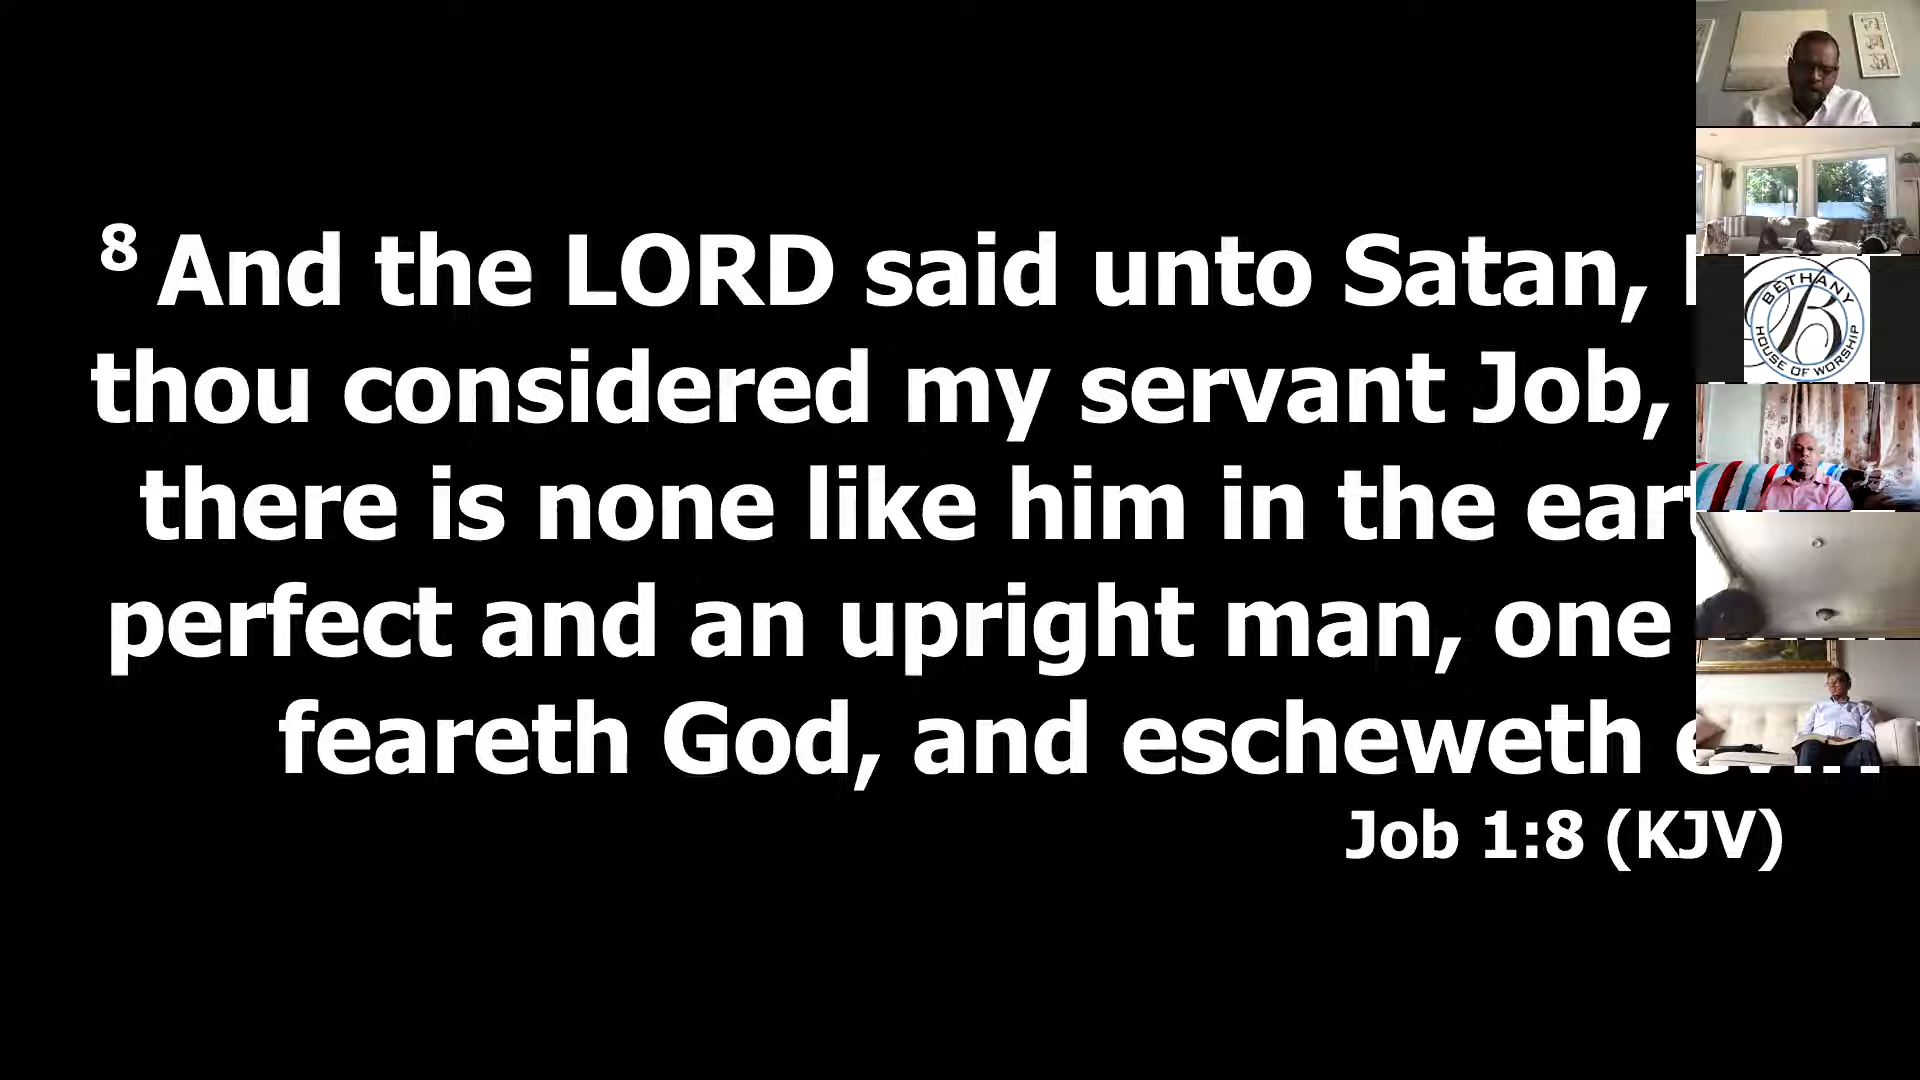 8 And the LORD said unto Satan,
thou considered my servant Job,
there is none like him in the
perfect and an upright man, one
feareth God, and escheweth
Job 1:8 (KJV)
BETHANY
B
HOUSE OF WORSHIP